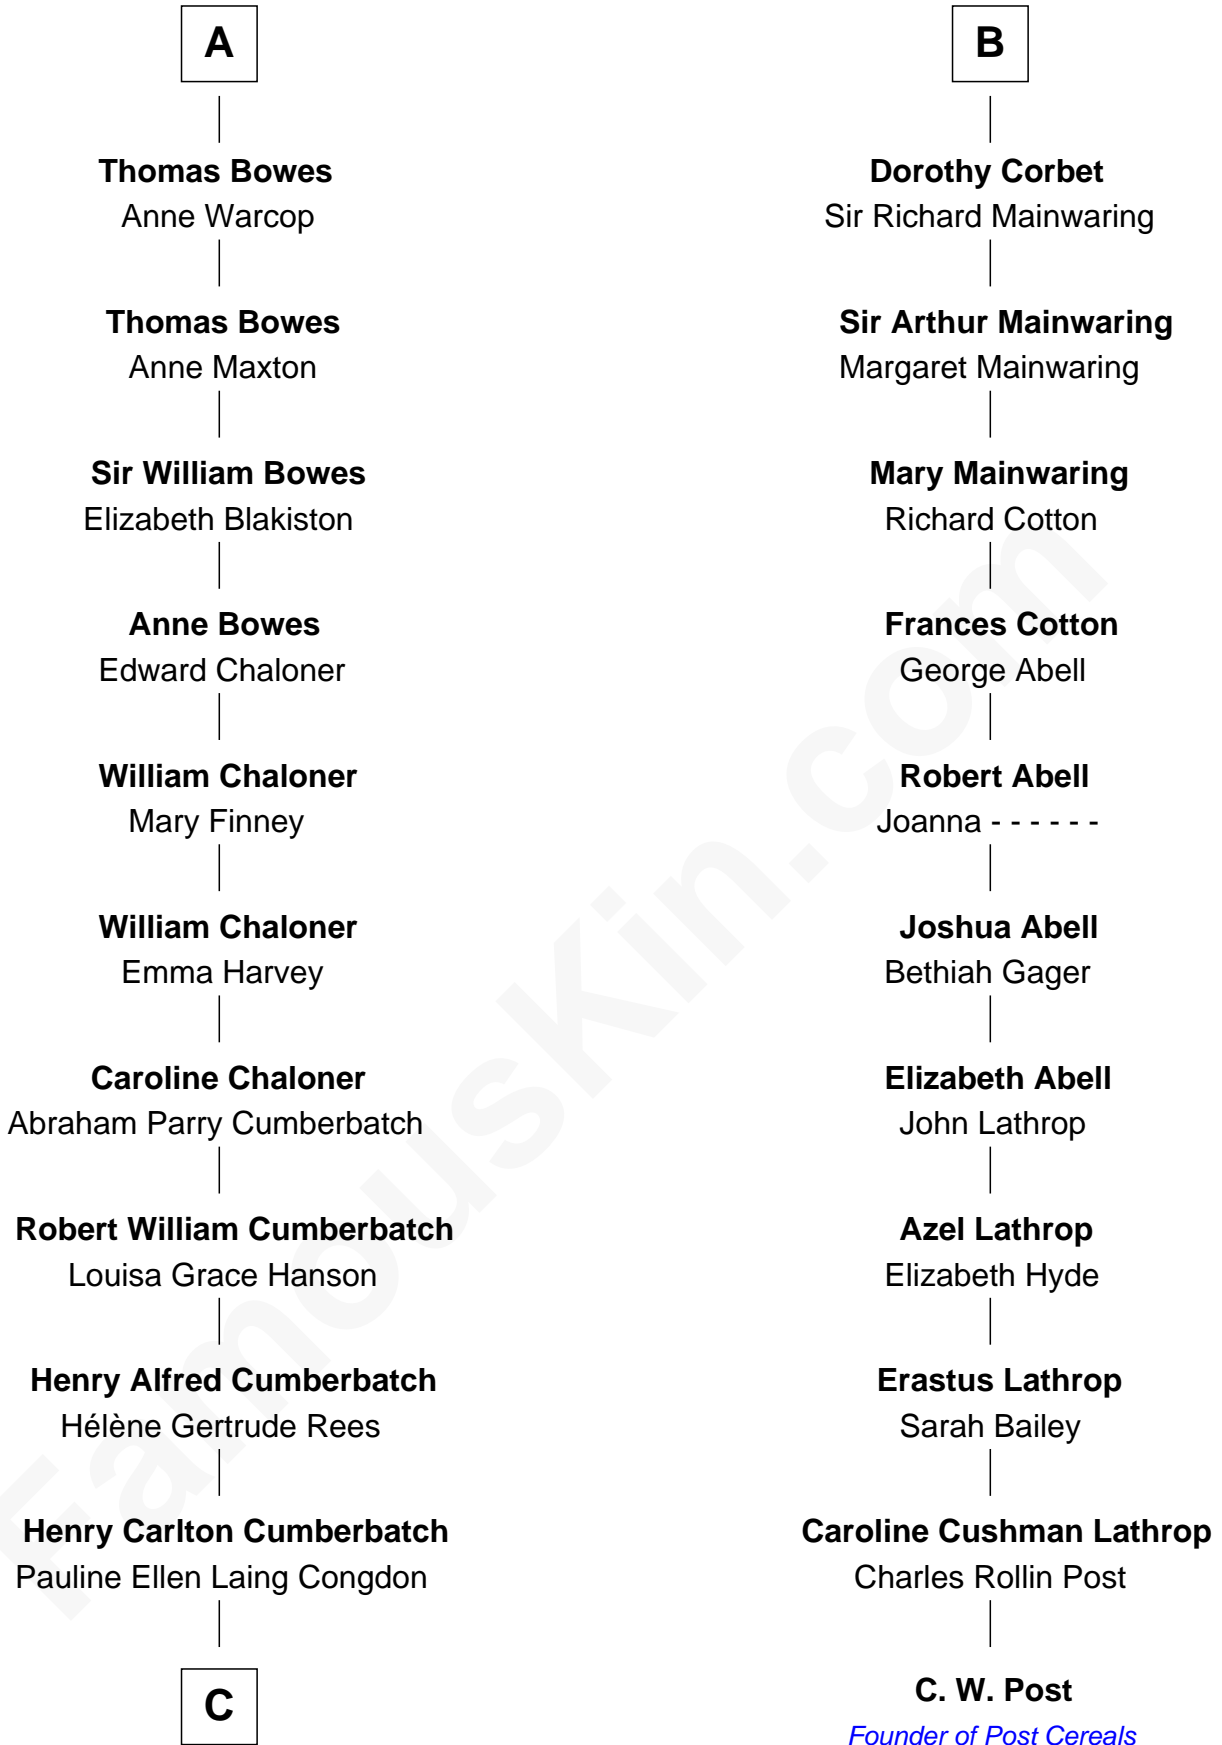 A
Thomas Bowes
Anne Warcop
Thomas Bowes
Anne Maxton
Sir William Bowes
Elizabeth Blakiston
Anne Bowes
Edward Chaloner
William Chaloner
Mary Finney
William Chaloner
Emma Harvey
Caroline Chaloner
Abraham Parry Cumberbatch
Robert William Cumberbatch
Louisa Grace Hanson
Henry Alfred Cumberbatch
Hélène Gertrude Rees
Henry Carlton Cumberbatch
Pauline Ellen Laing Congdon
C
B
Dorothy Corbet
Sir Richard Mainwaring
Sir Arthur Mainwaring
Margaret Mainwaring
Mary Mainwaring
Richard Cotton
Frances Cotton
George Abell
Robert Abell
Joanna - - - - - -
Joshua Abell
Bethiah Gager
Elizabeth Abell
John Lathrop
Azel Lathrop
Elizabeth Hyde
Erastus Lathrop
Sarah Bailey
Caroline Cushman Lathrop
Charles Rollin Post
C. W. Post
Founder of Post Cereals
FamousKin.com